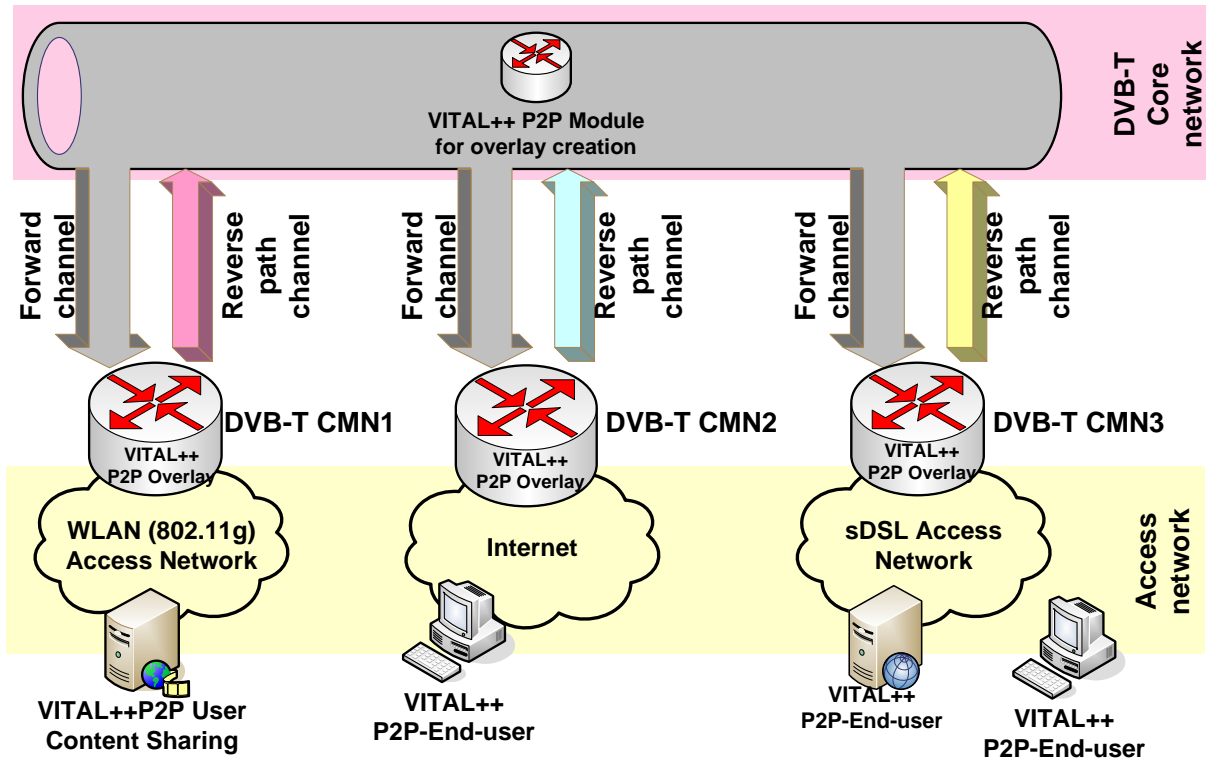 VITAL++ P2P Module
for overlay creation
DVB-T
Core
network
Forward
channel
Reverse
path
channel
Forward
channel
Reverse
path
channel
Forward
channel
Reverse
path
channel
DVB-T CMN1
VITAL++
P2P Overlay
DVB-T CMN2
VITAL++
P2P Overlay
DVB-T CMN3
VITAL++
P2P Overlay
WLAN (802.11g)
Access Network
Internet
sDSL Access
Network
Access
network
VITAL++P2P User
Content Sharing
VITAL++
P2P-End-user
VITAL++
P2P-End-user
VITAL++
P2P-End-user